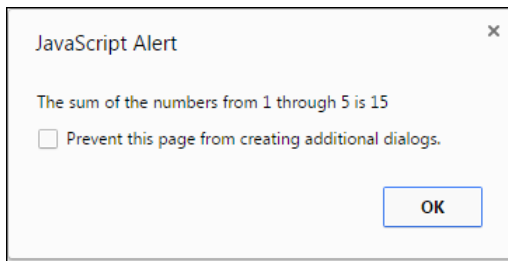 JavaScript Alert
The sum of the numbers from 1 through 5 is 15
Prevent this page from creating additional dialogs.
OK